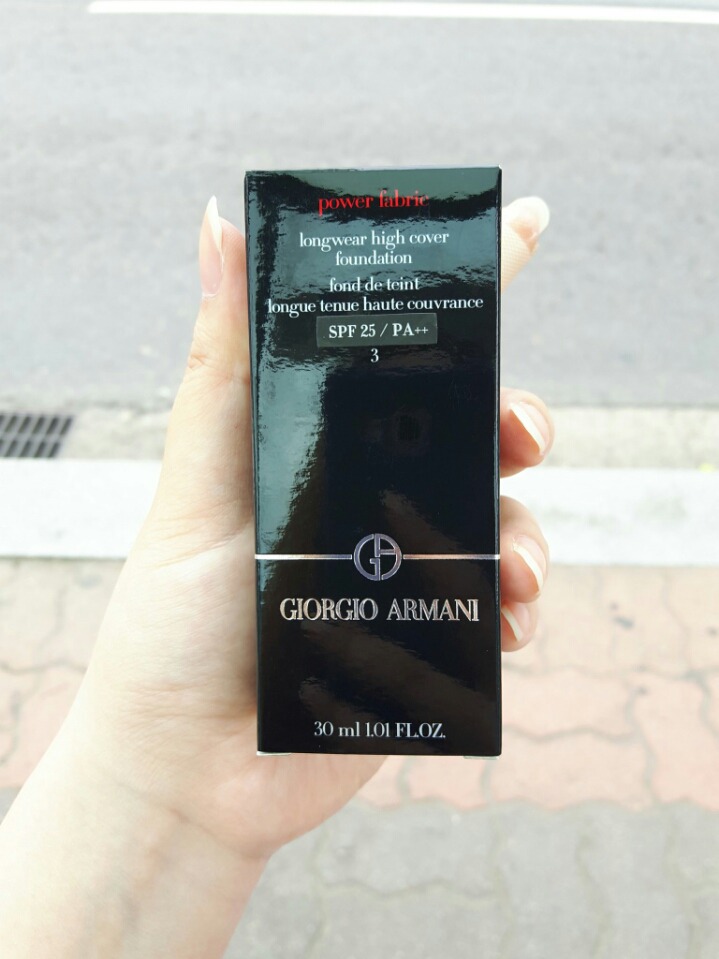 power fabric
longwear high cover
foundation
fond de teint
longue tenue haute couvrance
SPF 25 / PA++
3
GA
GIORGIO ARMANI
30 ml 1.01 FL.OZ.